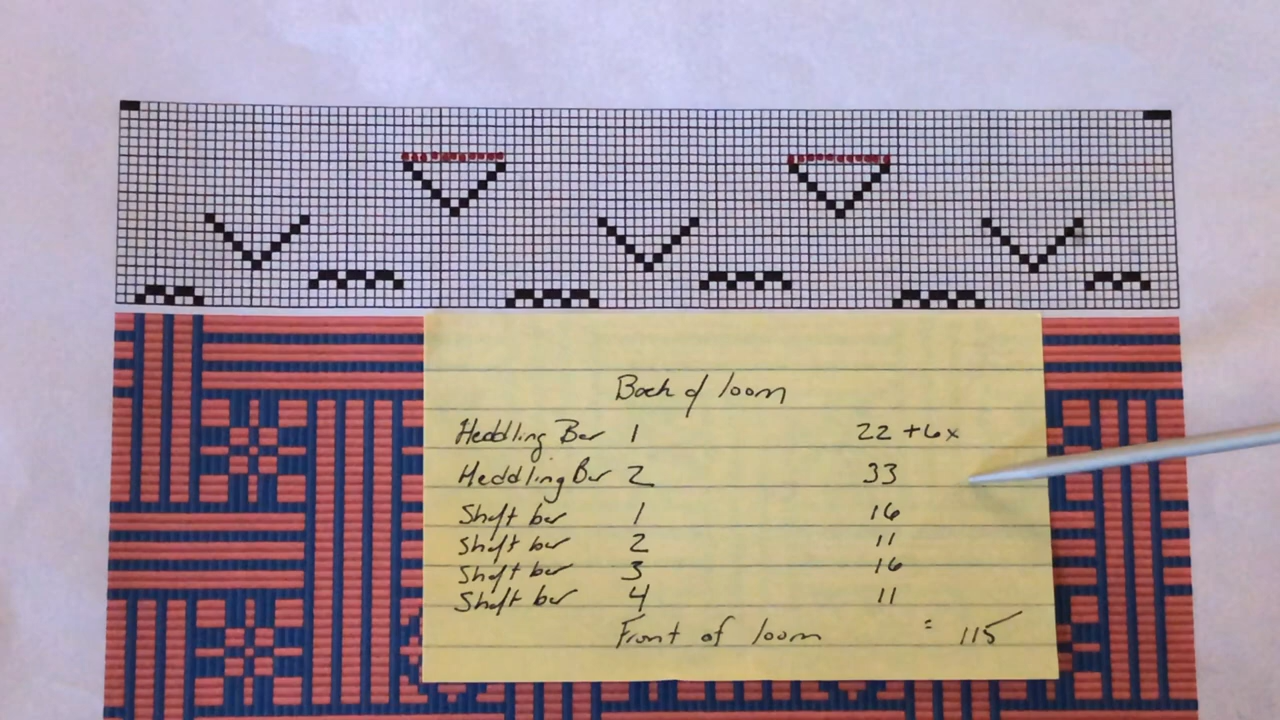 Back of loom
Heddling Bar 1 22 +6x
Heddling Bar 2 33
Shaft bar 1 16
Shaft bar 2 11
Shaft bar 3 16
Shaft bar 4 11
Front of loom = 115